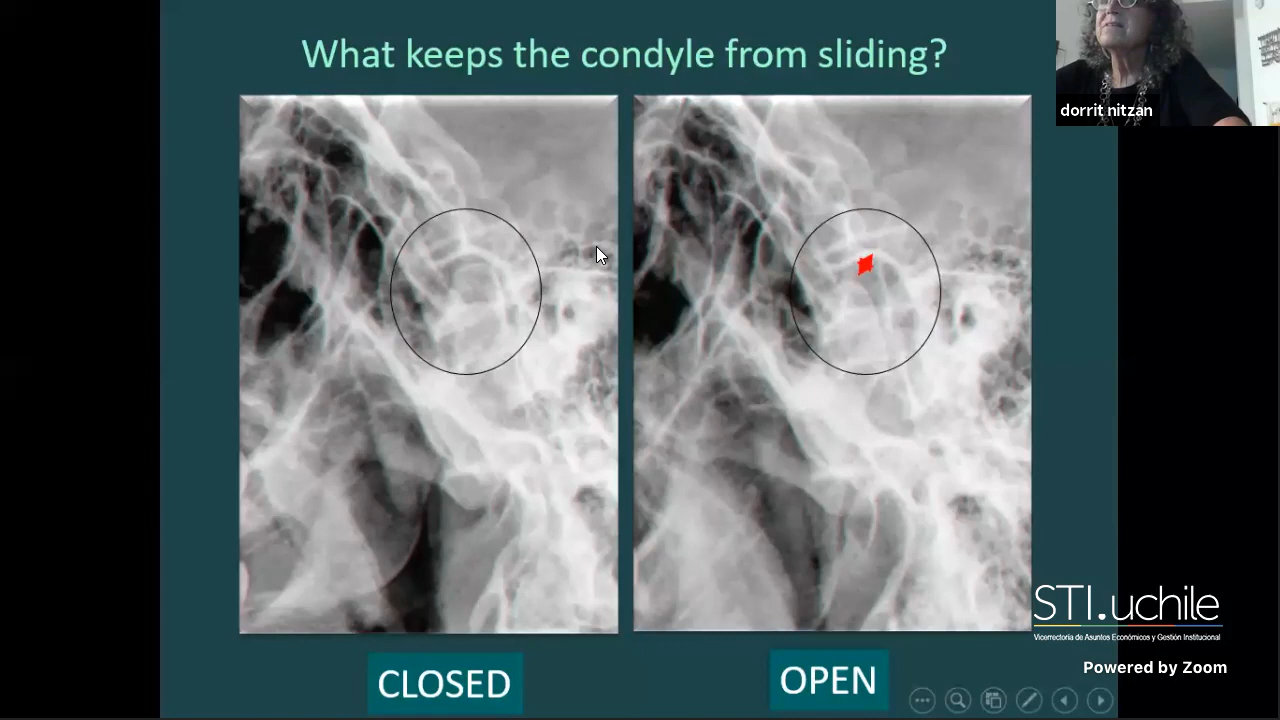 What keeps the condyle from sliding?
dorrit nitzan
CLOSED
OPEN
STI.uchile
Vicerrectoría de Asuntos Económicos y Gestión Institucional
Powered by Zoom